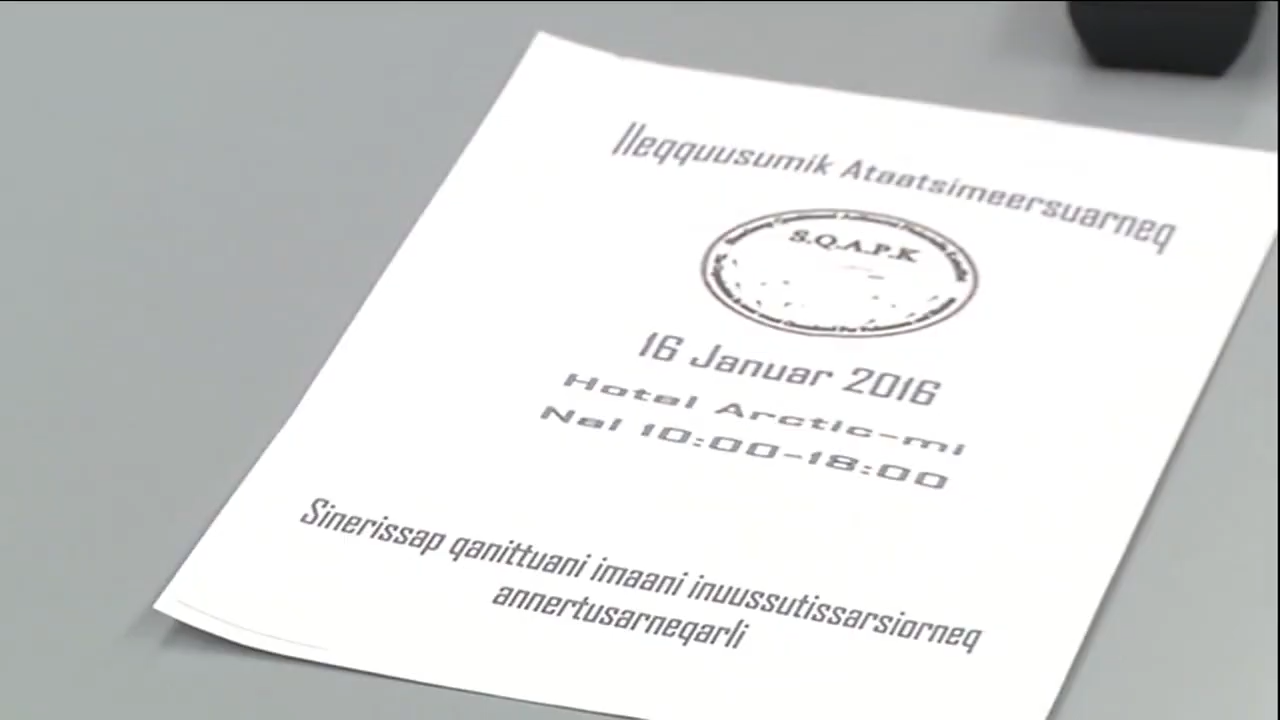 Ileqquusumik Ataatsimeersuarneq
S.Q.A.P.K
16 Januar 2016
Hotel Arctic-mi
Nal 10:00-18:00
Sinerissap qanittuani imaani inuussutissarsiorneq
annertusarneqarli